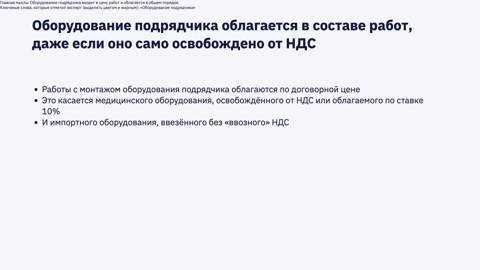 Главная мысль: Оборудование подрядчика входит в цену работ и облагается в общем порядке.
Ключевые слова, которые отметил эксперт (выделить цветом и жирным): «Оборудование подрядчика»
Оборудование подрядчика облагается в составе работ,
даже если оно само освобождено от НДС
• Работы с монтажом оборудования подрядчика облагаются по договорной цене
• Это касается медицинского оборудования, освобождённого от НДС или облагаемого по ставке
10%
• И импортного оборудования, ввезённого без «ввозного» НДС